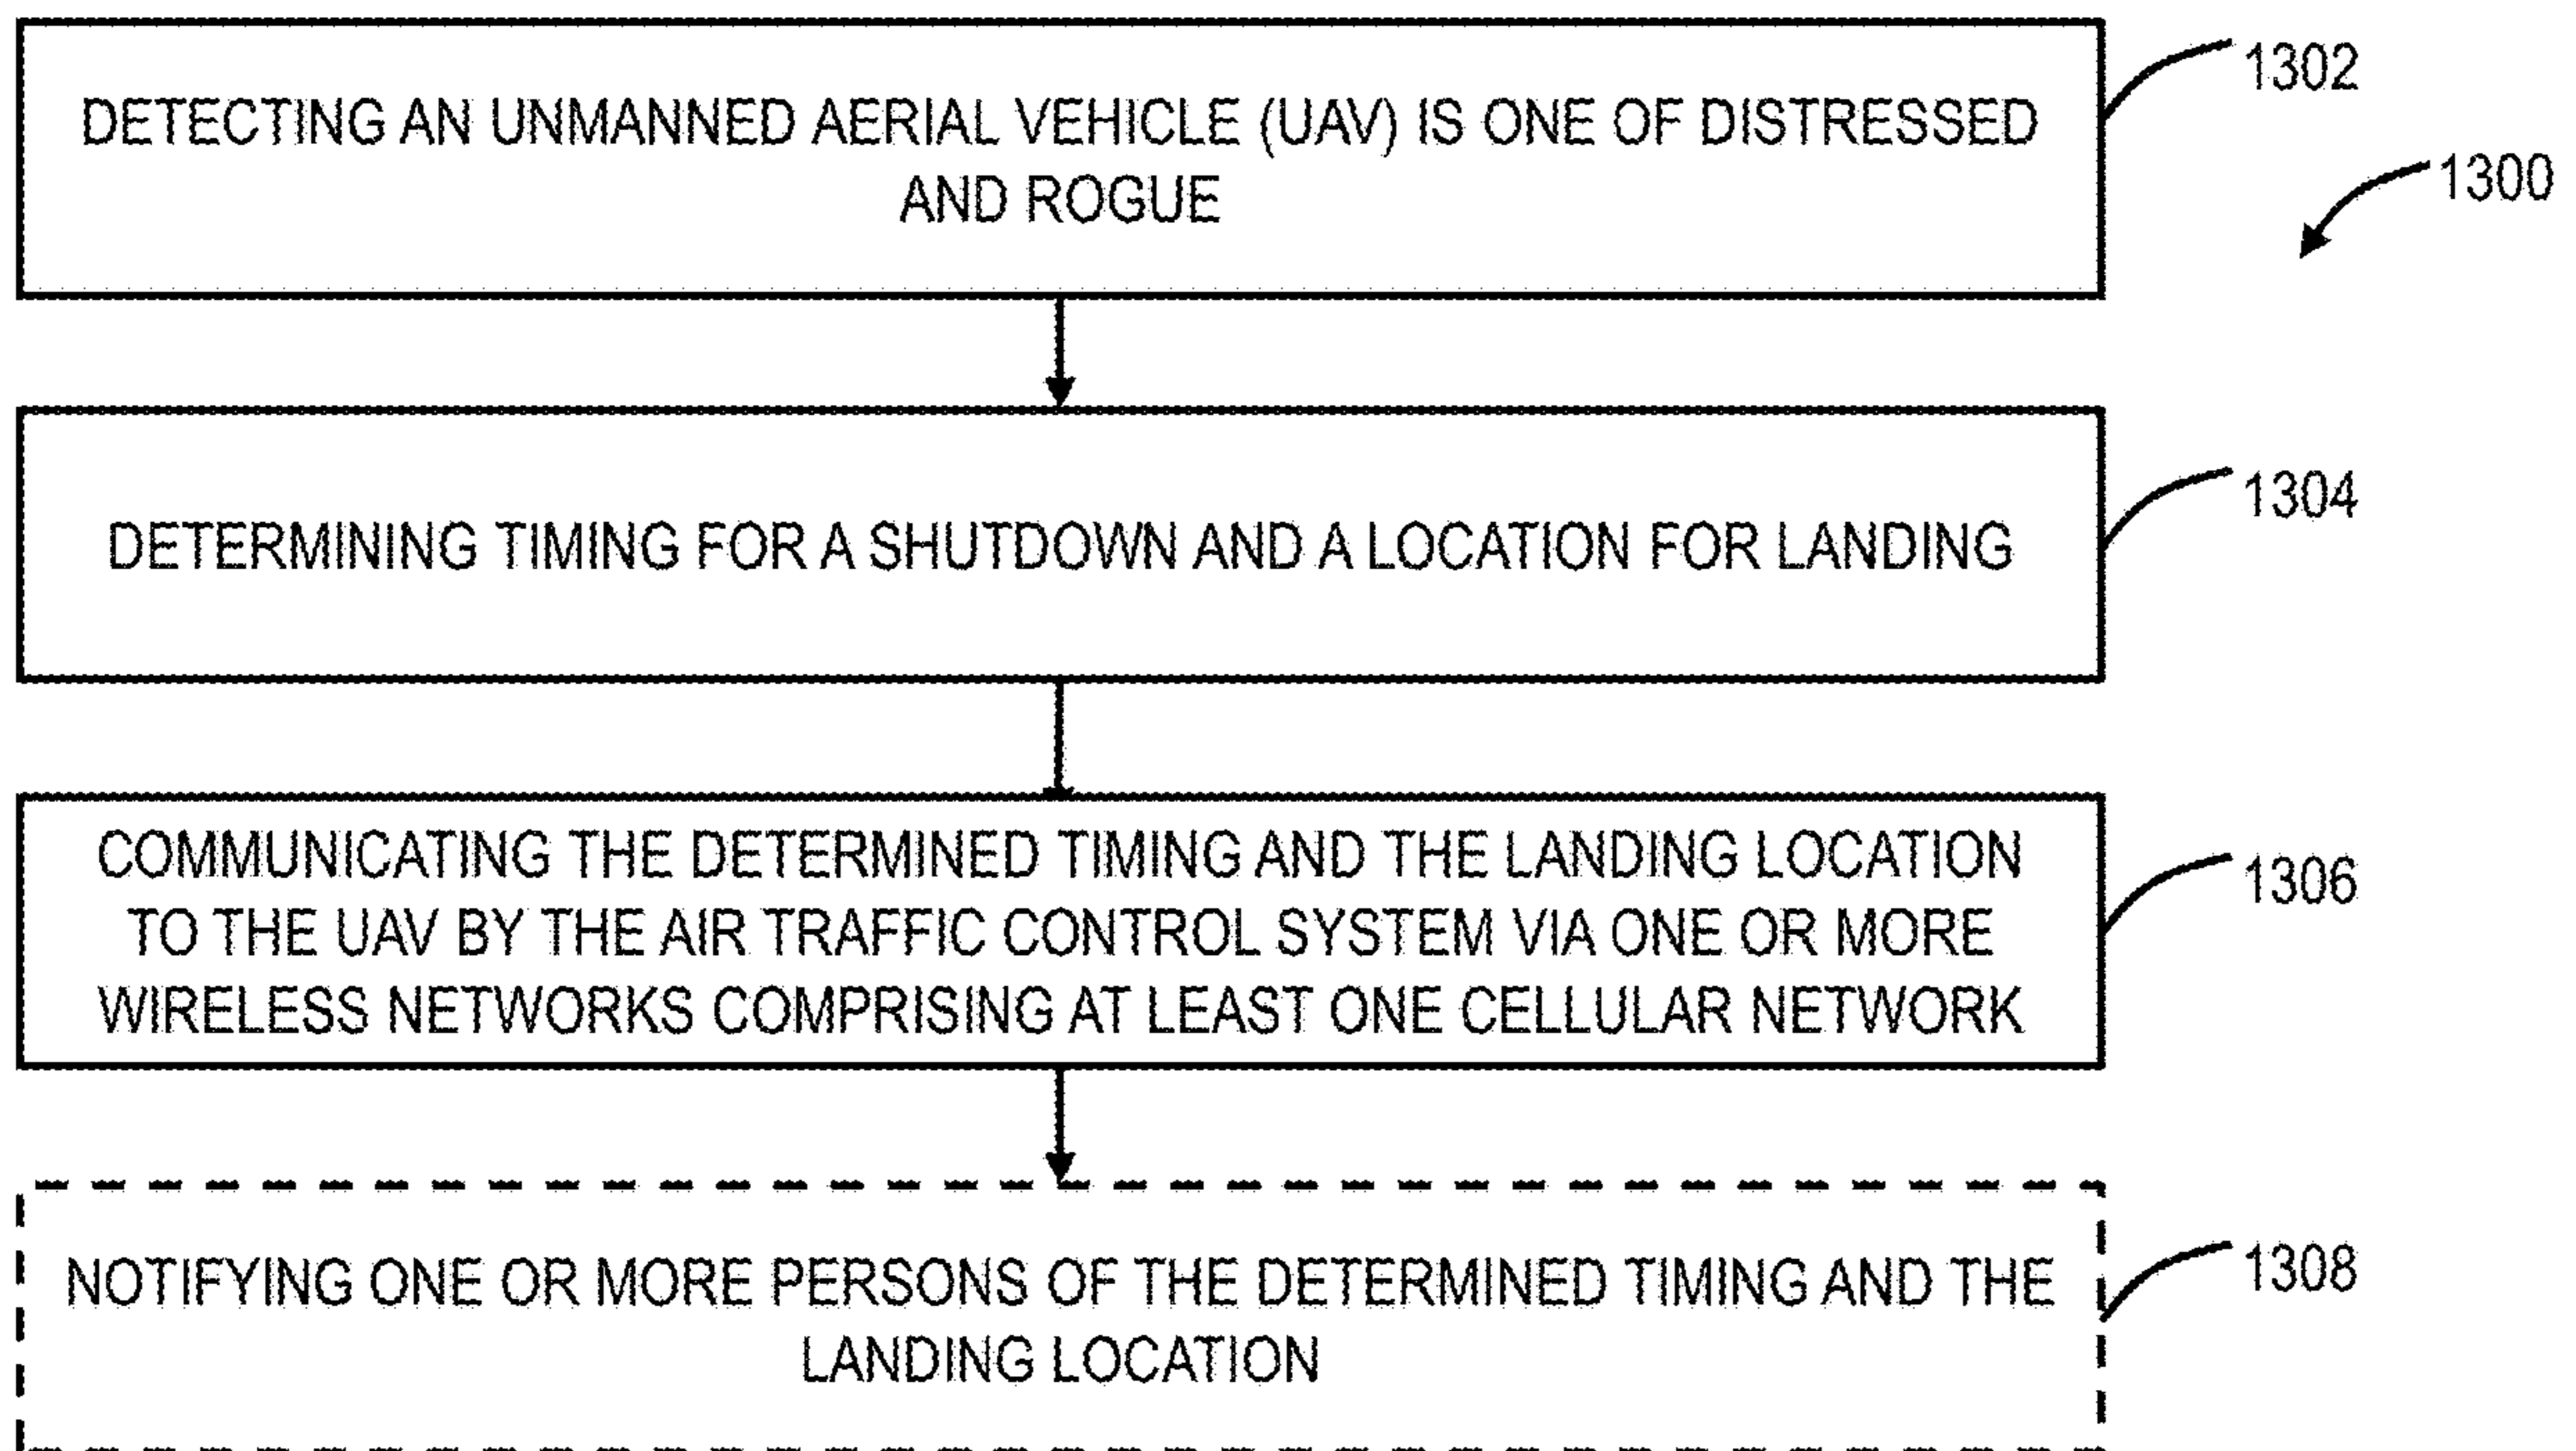 DETECTING AN UNMANNED AERIAL VEHICLE (UAV) IS ONE OF DISTRESSED
AND ROGUE
1302
1300
DETERMINING TIMING FOR A SHUTDOWN AND A LOCATION FOR LANDING
1304
COMMUNICATING THE DETERMINED TIMING AND THE LANDING LOCATION
TO THE UAV BY THE AIR TRAFFIC CONTROL SYSTEM VIA ONE OR MORE
WIRELESS NETWORKS COMPRISING AT LEAST ONE CELLULAR NETWORK
1306
NOTIFYING ONE OR MORE PERSONS OF THE DETERMINED TIMING AND THE
LANDING LOCATION
1308